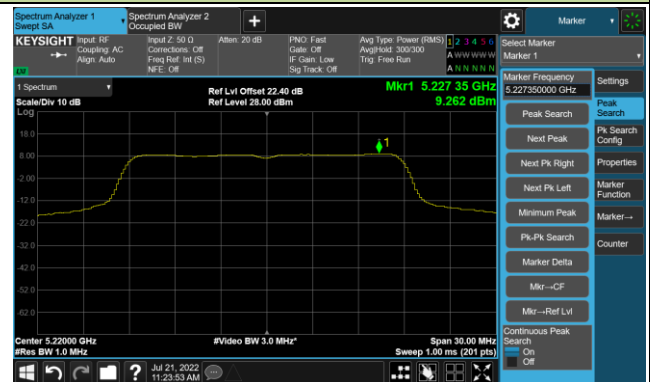 Spectrum Analyzer 1
Swept SA
Spectrum Analyzer 2
Occupied BW
+
Marker
KEYSIGHT
Input: RF
Coupling: AC
Align: Auto
Input Z: 50 Ω
Corrections: Off
Freq Ref: Int (S)
NFE: Off
Atten: 20 dB
PNO: Fast
Gate: Off
IF Gain: Low
Sig Track: Off
Avg Type: Power (RMS)
Avg|Hold: 300/300
Trig: Free Run
1 2 3 4 5 6
A W W W W W
A N N N N N
Select Marker
Marker 1
1 Spectrum
Scale/Div 10 dB
Log
Ref Lvl Offset 22.40 dB
Ref Level 28.00 dBm
Mkr1 5.227 35 GHz
9.262 dBm
1
18.0
8.00
-2.00
-12.0
-22.0
-32.0
-42.0
-52.0
-62.0
Center 5.22000 GHz
#Res BW 1.0 MHz
#Video BW 3.0 MHz*
Span 30.00 MHz
Sweep 1.00 ms (201 pts)
Marker Frequency
5.227350000 GHz
Peak Search
Next Peak
Next Pk Right
Next Pk Left
Minimum Peak
Pk-Pk Search
Marker Delta
Mkr→CF
Mkr→Ref Lvl
Continuous Peak
Search
On
Off
Settings
Peak
Search
Pk Search
Config
Properties
Marker
Function
Marker→
Counter
?
Jul 21, 2022
11:23:53 AM